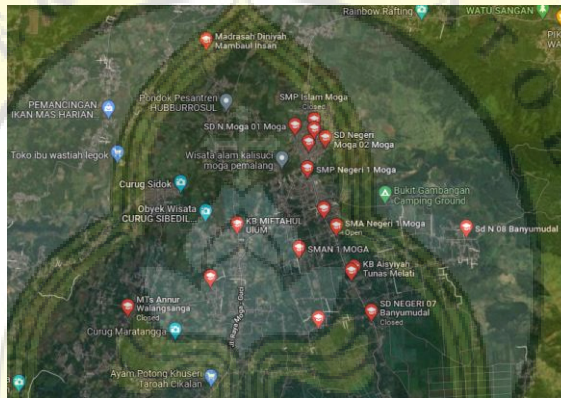 Rainbow Rafting
WATU SANGAN
Madrasah Diniyah
Mambaul Ihsan
PEMANCINGAN
IKAN MAS HARIAN
Pondok Pesantren
HUBBURROSUL
SMP Islam Moga
Closed
SD N Moga 01 Moga
SD Negeri
Moga 02 Moga
Toko ibu wastiah legok
Wisata alam kalisuci
moga pemalang
SMP Negeri 1 Moga
Curug Sidok
Bukit Gambangan
Camping Ground
Obyek Wisata
CURUG SIBEDIL...
KB MIFTAHUL
ULUM
SMA Negeri 1 Moga
Open
Sd N 08 Banyumudal
SMAN 1 MOGA
KB Aisyiyah
Tunas Melati
MTs Annur
Walangsanga
Closed
SD NEGERI 07
Banyumudal
Closed
Curug Maratangga
Jl. Raya Moga - Guci
Ayam Potong Khusen